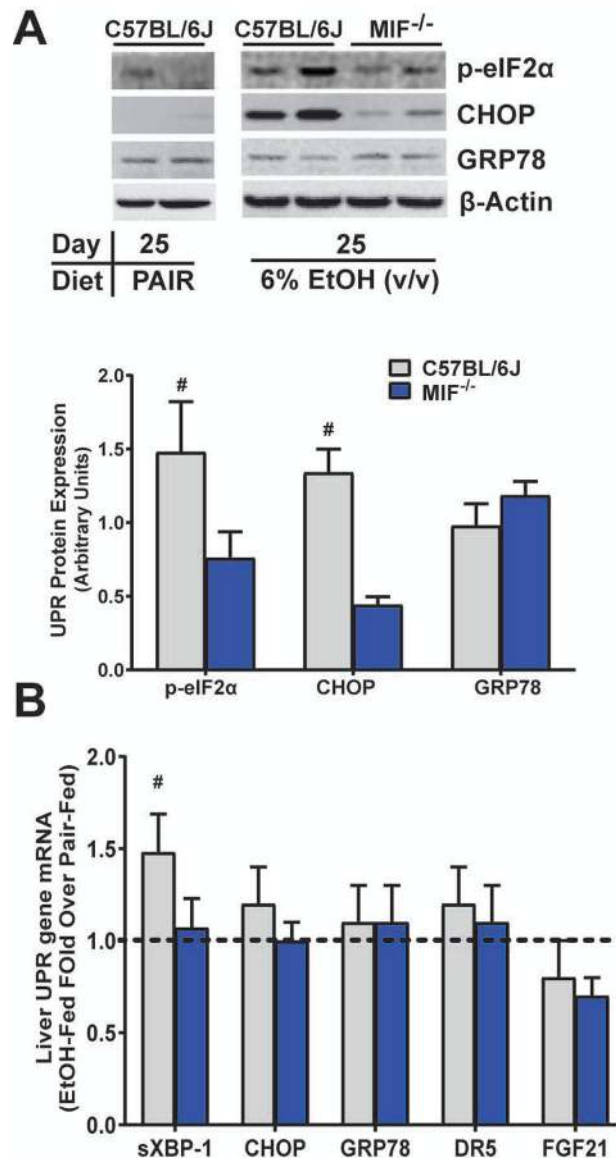 A
C57BL/6J C57BL/6J MIF-/-
p-eIF2α
CHOP
GRP78
β-Actin
Day 25 25
Diet PAIR 6% EtOH (v/v)
C57BL/6J
MIF-/-
UPR Protein Expression
(Arbitrary Units)
2.0
1.5
1.0
0.5
0.0
# #
p-eIF2α CHOP GRP78
B
Liver UPR gene mRNA
(EtOH-Fed FOld Over Pair-Fed)
2.0
1.5
1.0
0.5
0.0
#
sXBP-1 CHOP GRP78 DR5 FGF21